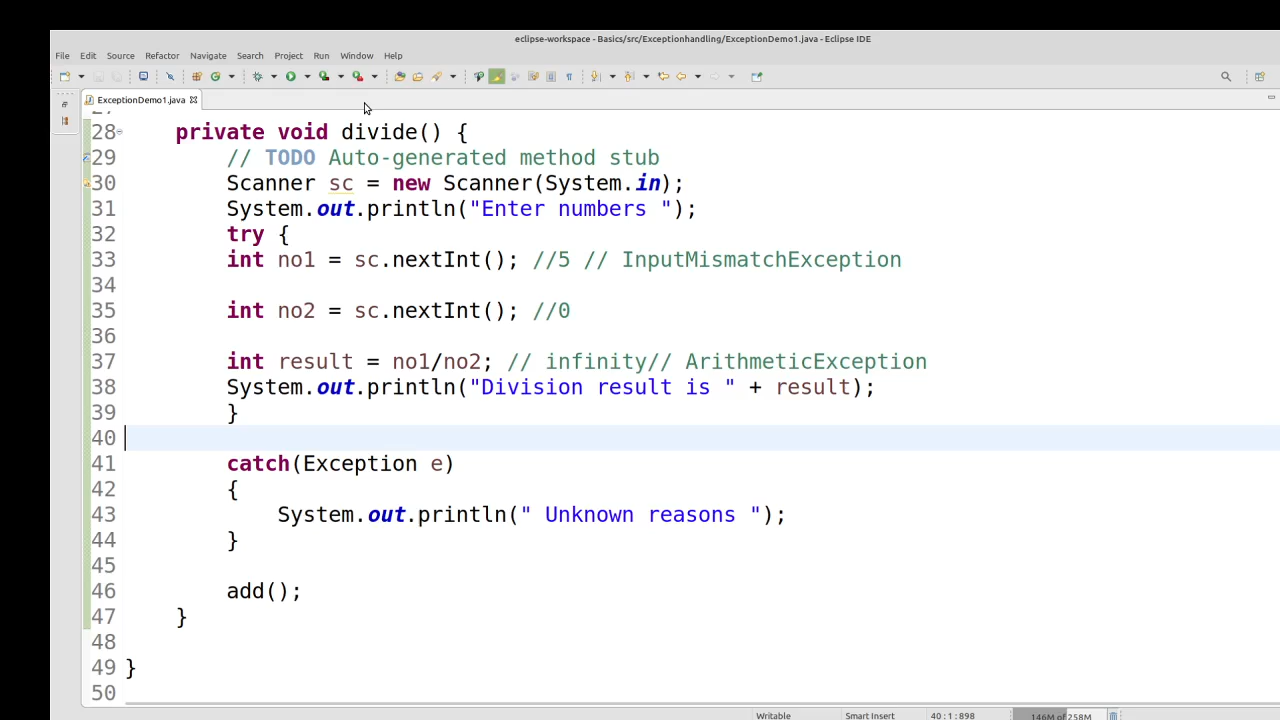 eclipse-workspace - Basics/src/Exceptionhandling/ExceptionDemo1.java - Eclipse IDE
File Edit Source Refactor Navigate Search Project Run Window Help
ExceptionDemo1.java
28 private void divide() {
29 // TODO Auto-generated method stub
30 Scanner sc = new Scanner(System.in);
31 System.out.println("Enter numbers ");
32 try {
33 int no1 = sc.nextInt(); //5 // InputMismatchException
34
35 int no2 = sc.nextInt(); //0
36
37 int result = no1/no2; // infinity// ArithmeticException
38 System.out.println("Division result is " + result);
39 }
40
41 catch(Exception e)
42 {
43 System.out.println(" Unknown reasons ");
44 }
45
46 add();
47 }
48
49 }
50
Writable Smart Insert 40 : 1 : 898 146M of 258M